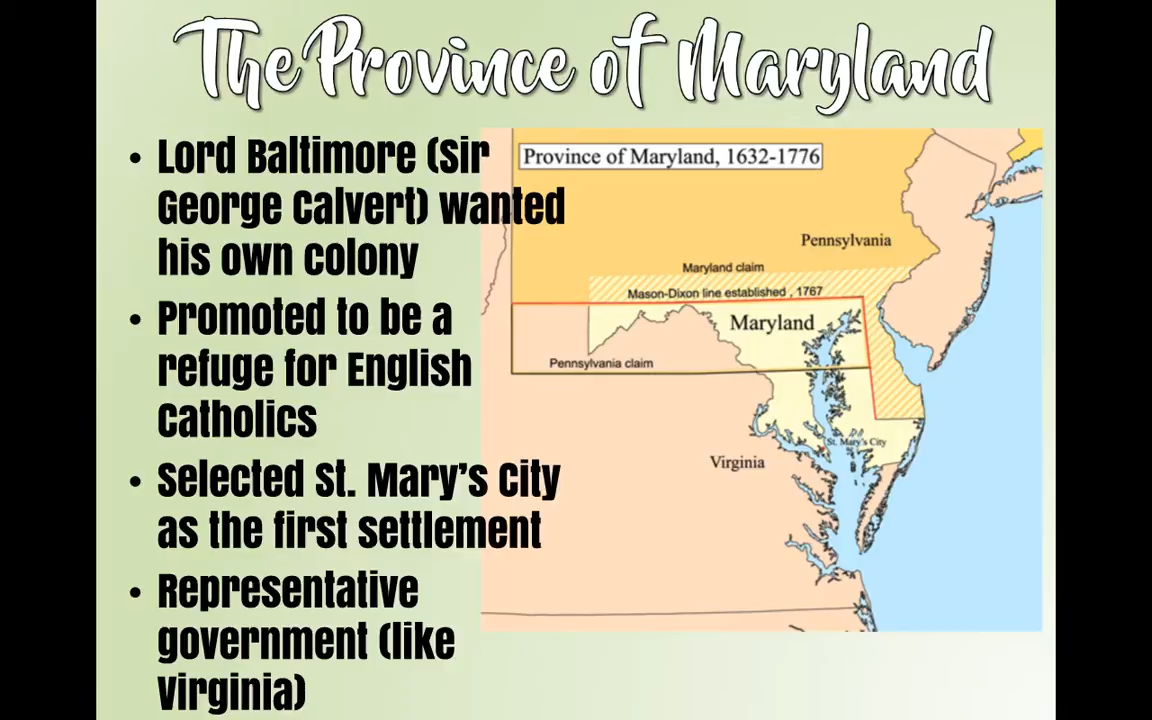 The Province of Maryland
• Lord Baltimore (Sir
George Calvert) wanted
his own colony
• Promoted to be a
refuge for English
Catholics
• Selected St. Mary's City
as the first settlement
• Representative
government (like
Virginia)
Province of Maryland, 1632-1776
Pennsylvania
Maryland claim
Mason-Dixon line established , 1767
Maryland
Pennsylvania claim
St. Mary's City
Virginia